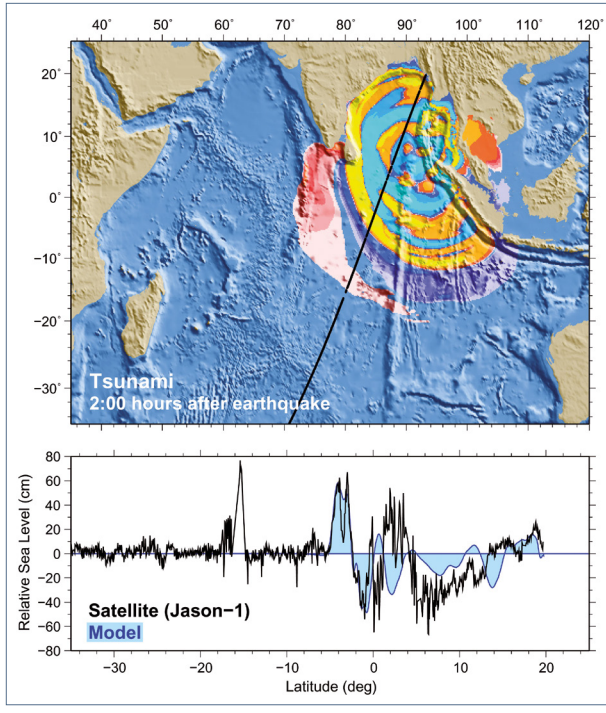 40° 50° 60° 70° 80° 90° 100° 110° 120°
20°
10°
0°
−10°
−20°
−30°
Tsunami
2:00 hours after earthquake
80
60
40
20
0
−20
−40
−60
−80
Relative Sea Level (cm)
Satellite (Jason−1)
Model
−30 −20 −10 0 10 20
Latitude (deg)